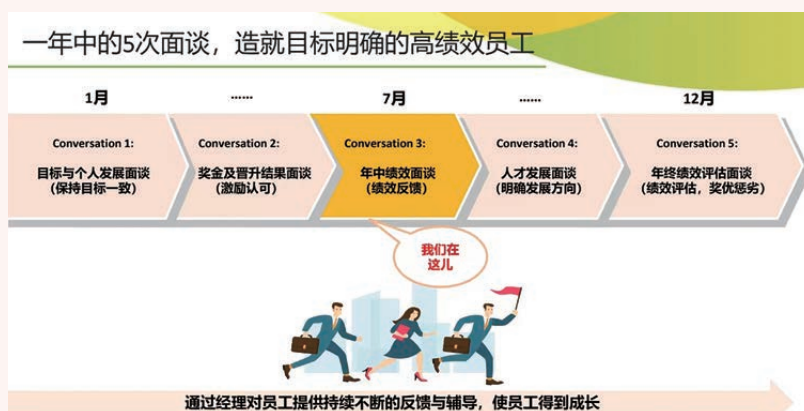 一年中的5次面谈，造就目标明确的高绩效员工
1月
......
7月
......
12月
Conversation 1:
目标与个人发展面谈
(保持目标一致)
Conversation 2:
奖金及晋升结果面谈
(激励认可)
Conversation 3:
年中绩效面谈
(绩效反馈)
Conversation 4:
人才发展面谈
(明确发展方向)
Conversation 5:
年终绩效评估面谈
(绩效评估，奖优惩劣)
我们在
这儿
通过经理对员工提供持续不断的反馈与辅导，使员工得到成长